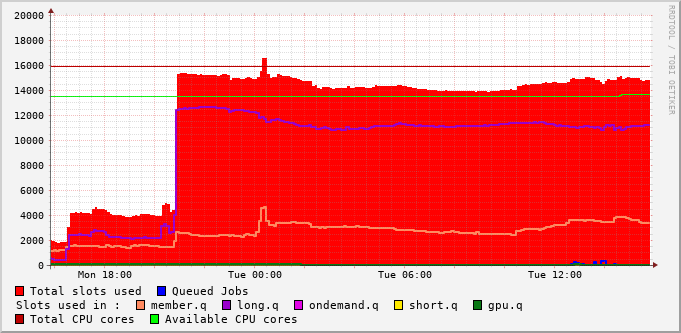 RRDTOOL / TOBI OETIKER
20000
18000
16000
14000
12000
10000
8000
6000
4000
2000
0
Mon 18:00 Tue 00:00 Tue 06:00 Tue 12:00
Total slots used Queued Jobs
Slots used in : member.q long.q ondemand.q short.q gpu.q
Total CPU cores Available CPU cores